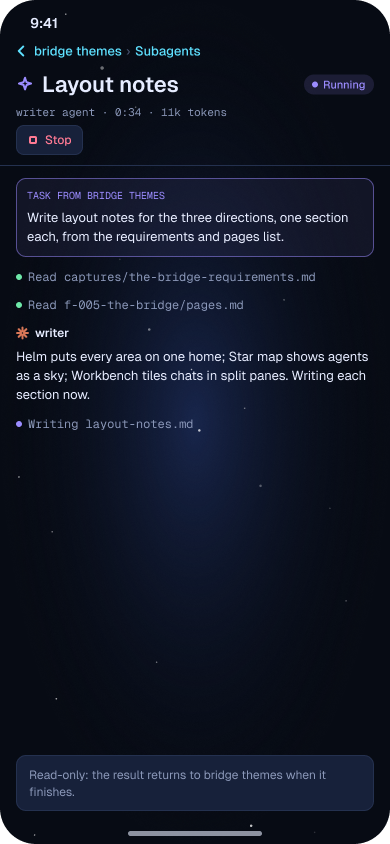 9:41
bridge themes › Subagents
Layout notes
Running
writer agent · 0:34 · 11k tokens
Stop
TASK FROM BRIDGE THEMES
Write layout notes for the three directions, one section
each, from the requirements and pages list.
Read captures/the-bridge-requirements.md
Read f-005-the-bridge/pages.md
writer
Helm puts every area on one home; Star map shows agents
as a sky; Workbench tiles chats in split panes. Writing each
section now.
Writing layout-notes.md
Read-only: the result returns to bridge themes when it
finishes.